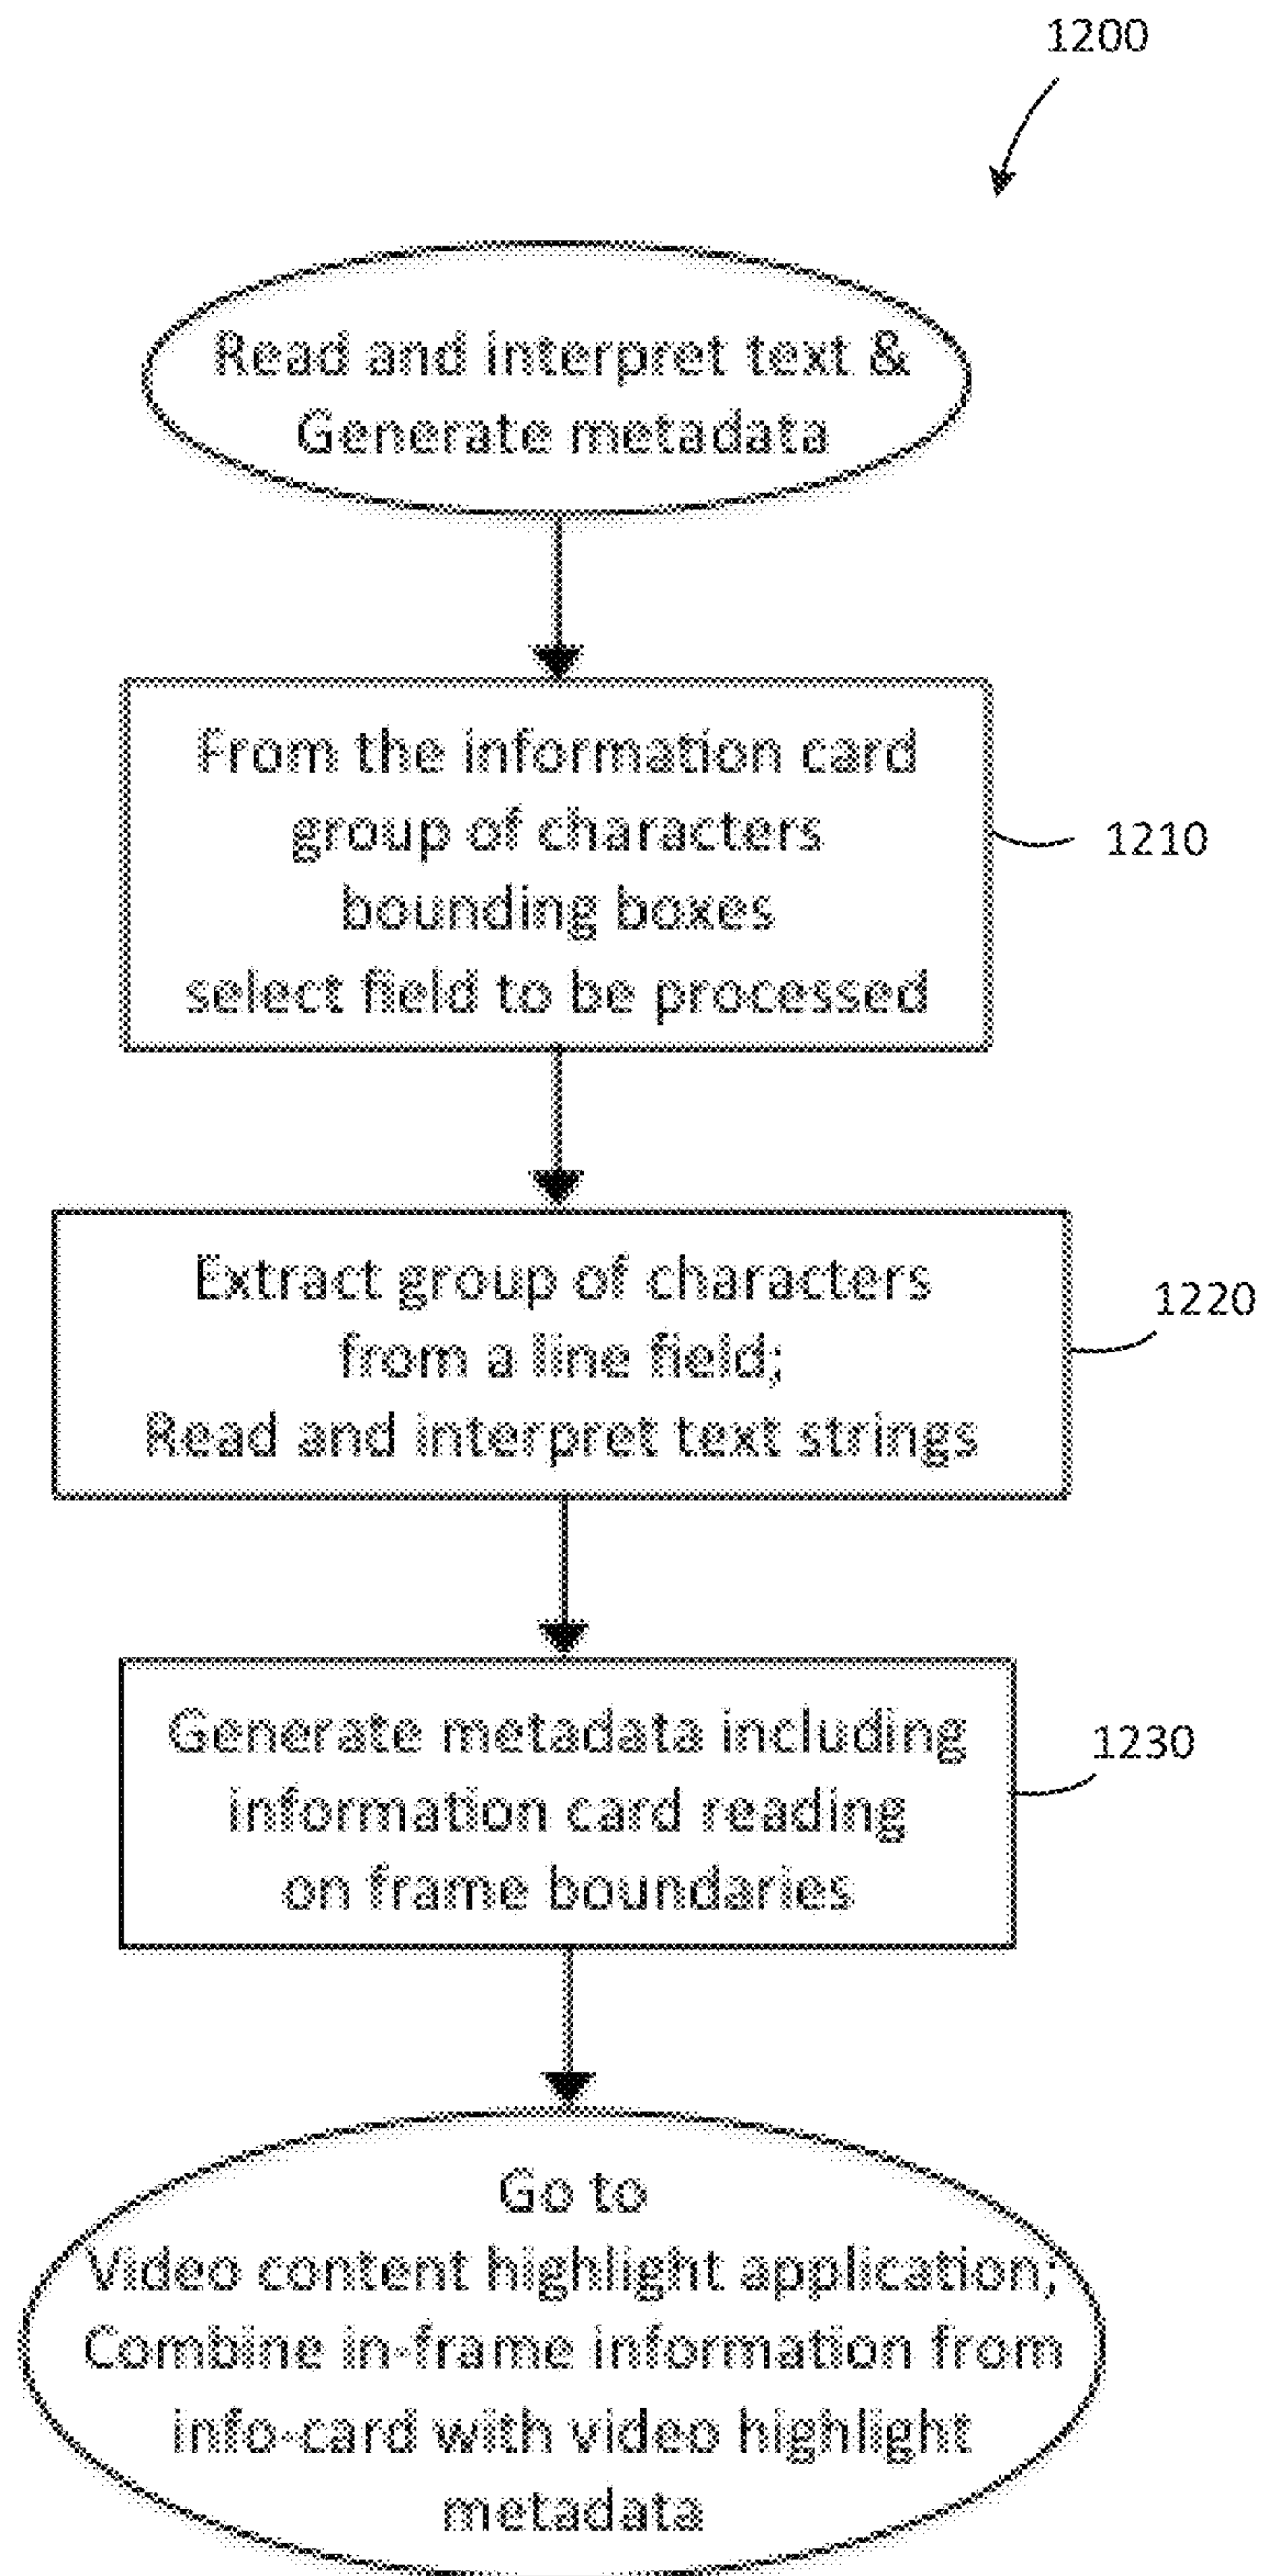 1200
Read and interpret text &
Generate metadata
From the information card
group of characters
bounding boxes
select field to be processed
1210
Extract group of characters
from a line field;
Read and interpret text strings
1220
Generate metadata including
information card reading
on frame boundaries
1230
Go to
Video content highlight application;
Combine in-frame information from
info-card with video highlight
metadata